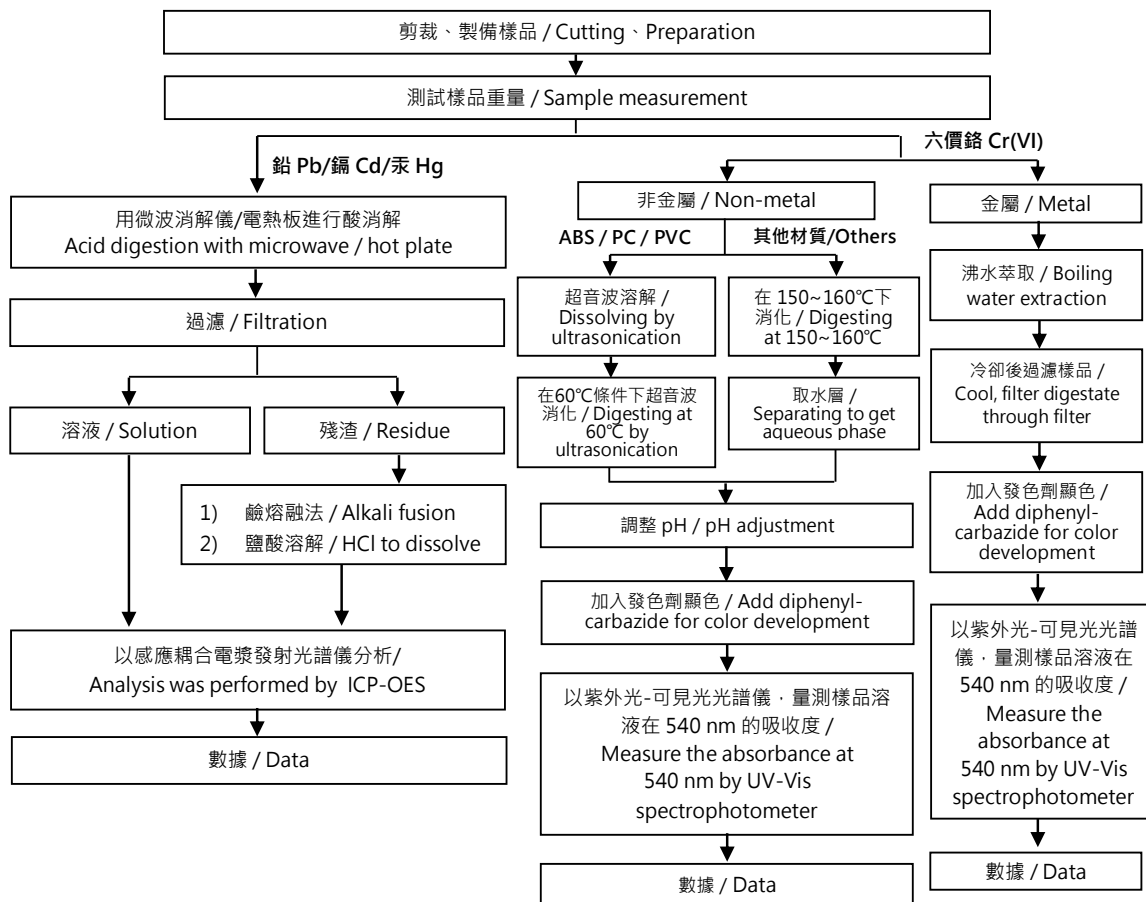 剪裁、製備樣品 / Cutting、Preparation
測試樣品重量 / Sample measurement
鉛 Pb/鎘 Cd/汞 Hg
六價鉻 Cr(VI)
用微波消解儀/電熱板進行酸消解
Acid digestion with microwave / hot plate
過濾 / Filtration
溶液 / Solution
殘渣 / Residue
1) 鹼熔融法 / Alkali fusion
2) 鹽酸溶解 / HCl to dissolve
以感應耦合電漿發射光譜儀分析/
Analysis was performed by ICP-OES
數據 / Data
非金屬 / Non-metal
ABS / PC / PVC
其他材質/Others
超音波溶解 /
Dissolving by
ultrasonication
在60℃條件下超音波
消化 / Digesting at
60℃ by
ultrasonication
在 150~160℃下
消化 / Digesting
at 150~160℃
取水層 /
Separating to get
aqueous phase
調整 pH / pH adjustment
加入發色劑顯色 / Add diphenyl-
carbazide for color development
以紫外光-可見光光譜儀，量測樣品溶
液在 540 nm 的吸收度 /
Measure the absorbance at
540 nm by UV-Vis
spectrophotometer
數據 / Data
金屬 / Metal
沸水萃取 / Boiling
water extraction
冷卻後過濾樣品 /
Cool, filter digestate
through filter
加入發色劑顯色 /
Add diphenyl-
carbazide for color
development
以紫外光-可見光光譜
儀，量測樣品溶液在
540 nm 的吸收度 /
Measure the
absorbance at
540 nm by UV-Vis
spectrophotometer
數據 / Data